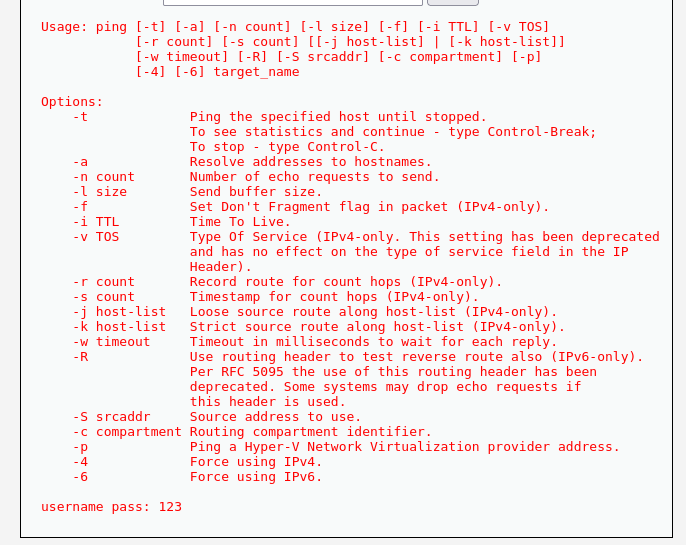 Usage: ping [-t] [-a] [-n count] [-l size] [-f] [-i TTL] [-v TOS]
            [-r count] [-s count] [[-j host-list] | [-k host-list]]
            [-w timeout] [-R] [-S srcaddr] [-c compartment] [-p]
            [-4] [-6] target_name

Options:
    -t             Ping the specified host until stopped.
                   To see statistics and continue - type Control-Break;
                   To stop - type Control-C.
    -a             Resolve addresses to hostnames.
    -n count       Number of echo requests to send.
    -l size        Send buffer size.
    -f             Set Don't Fragment flag in packet (IPv4-only).
    -i TTL         Time To Live.
    -v TOS         Type Of Service (IPv4-only. This setting has been deprecated
                   and has no effect on the type of service field in the IP
                   Header).
    -r count       Record route for count hops (IPv4-only).
    -s count       Timestamp for count hops (IPv4-only).
    -j host-list   Loose source route along host-list (IPv4-only).
    -k host-list   Strict source route along host-list (IPv4-only).
    -w timeout     Timeout in milliseconds to wait for each reply.
    -R             Use routing header to test reverse route also (IPv6-only).
                   Per RFC 5095 the use of this routing header has been
                   deprecated. Some systems may drop echo requests if
                   this header is used.
    -S srcaddr     Source address to use.
    -c compartment Routing compartment identifier.
    -p             Ping a Hyper-V Network Virtualization provider address.
    -4             Force using IPv4.
    -6             Force using IPv6.

username pass: 123